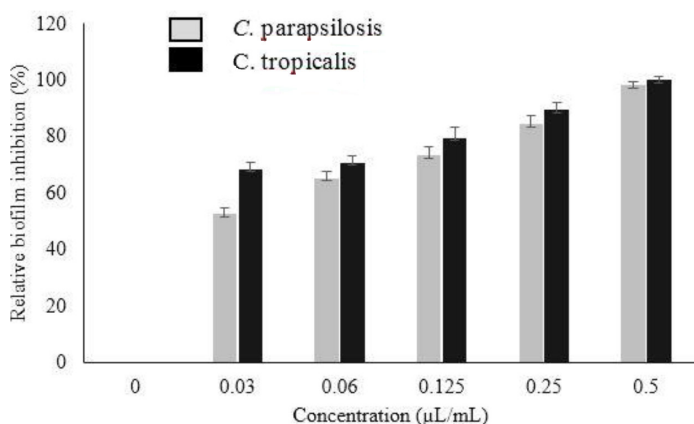 120
100
80
60
40
20
0
Relative biofilm inhibition (%)
C. parapsilosis
C. tropicalis
0 0.03 0.06 0.125 0.25 0.5
Concentration (µL/mL)